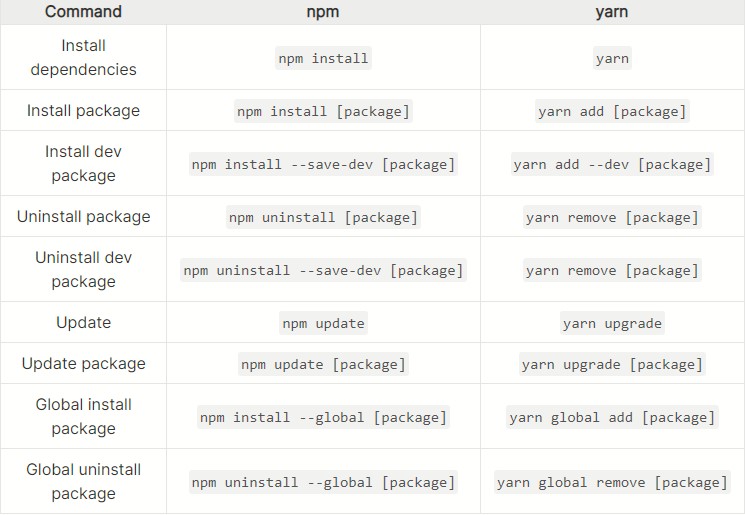 Command npm yarn
Install
dependencies
npm install yarn
Install package npm install [package] yarn add [package]
Install dev
package
npm install --save-dev [package] yarn add --dev [package]
Uninstall package npm uninstall [package] yarn remove [package]
Uninstall dev
package
npm uninstall --save-dev [package] yarn remove [package]
Update npm update yarn upgrade
Update package npm update [package] yarn upgrade [package]
Global install
package
npm install --global [package] yarn global add [package]
Global uninstall
package
npm uninstall --global [package] yarn global remove [package]